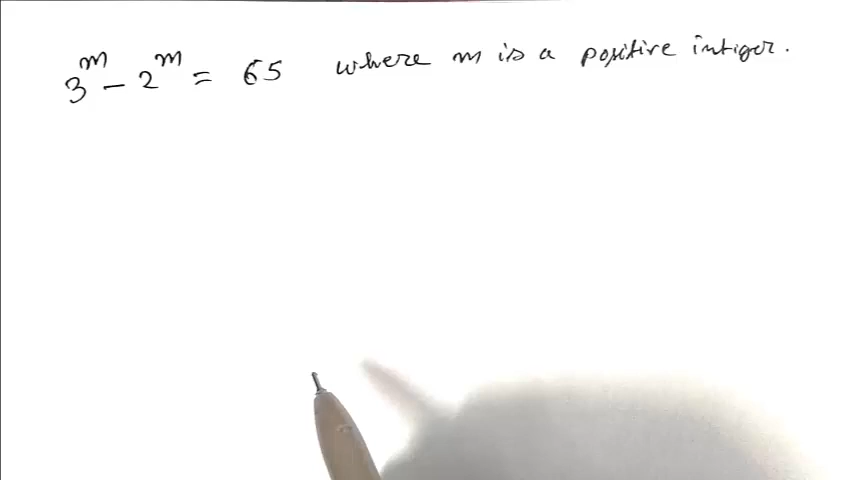 3^m - 2^m = 65 where m is a positive intiger.